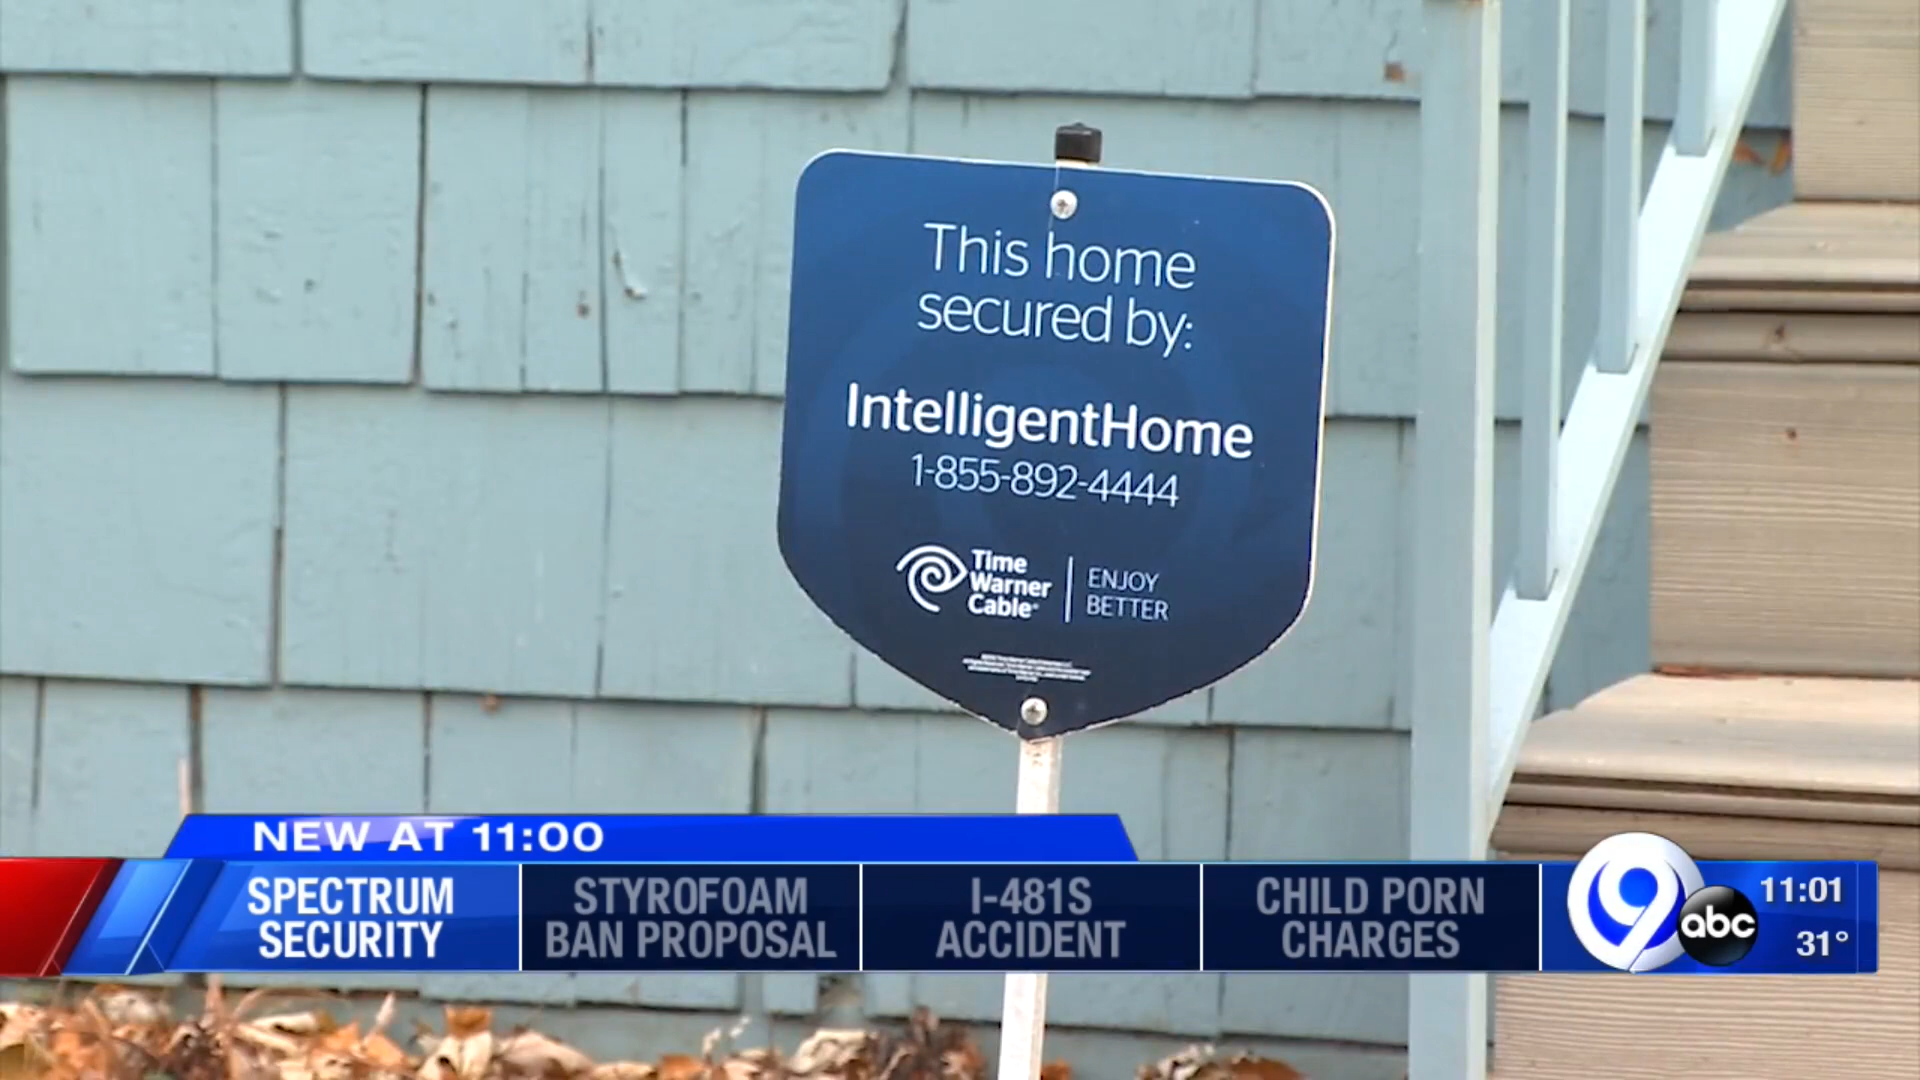 This home
secured by:
IntelligentHome
1-855-892-4444
Time
Warner
Cable
ENJOY
BETTER
NEW AT 11:00
SPECTRUM
SECURITY
STYROFOAM
BAN PROPOSAL
I-481S
ACCIDENT
CHILD PORN
CHARGES
9
abc
11:01
31°